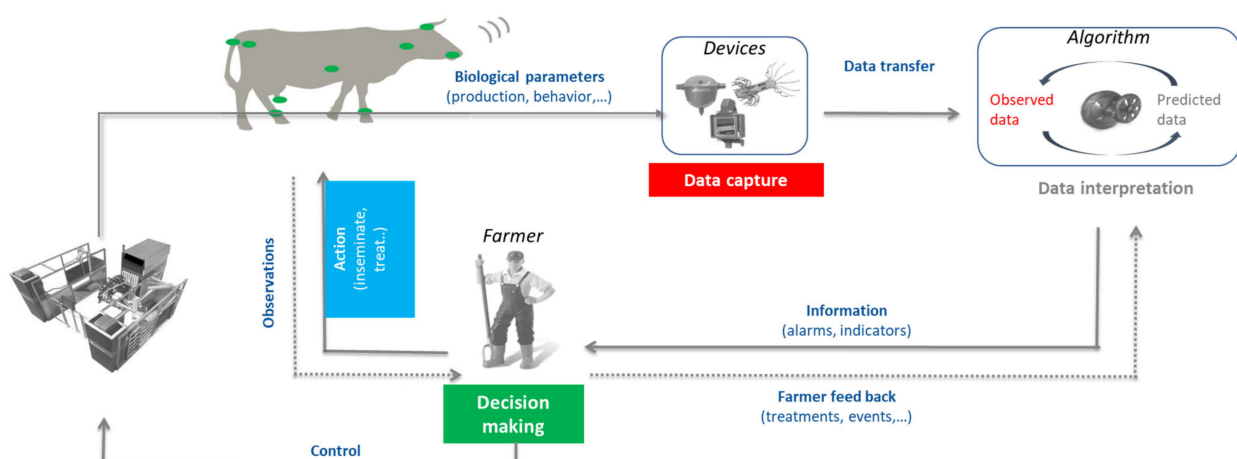 Devices
Algorithm
Biological parameters
(production, behavior,...)
Data transfer
Observed
data
Predicted
data
Data capture
Data interpretation
Observations
Action
(inseminate,
treat..)
Farmer
Information
(alarms, indicators)
Decision
making
Farmer feed back
(treatments, events,...)
Control